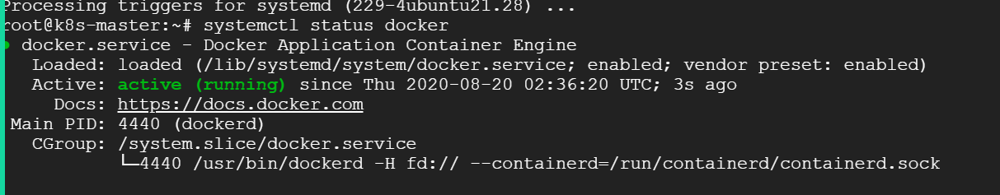 Processing triggers for systemd (229-4ubuntu21.28) ...
root@k8s-master:~# systemctl status docker
● docker.service - Docker Application Container Engine
   Loaded: loaded (/lib/systemd/system/docker.service; enabled; vendor preset: enabled)
   Active: active (running) since Thu 2020-08-20 02:36:20 UTC; 3s ago
     Docs: https://docs.docker.com
 Main PID: 4440 (dockerd)
   CGroup: /system.slice/docker.service
           └─4440 /usr/bin/dockerd -H fd:// --containerd=/run/containerd/containerd.sock